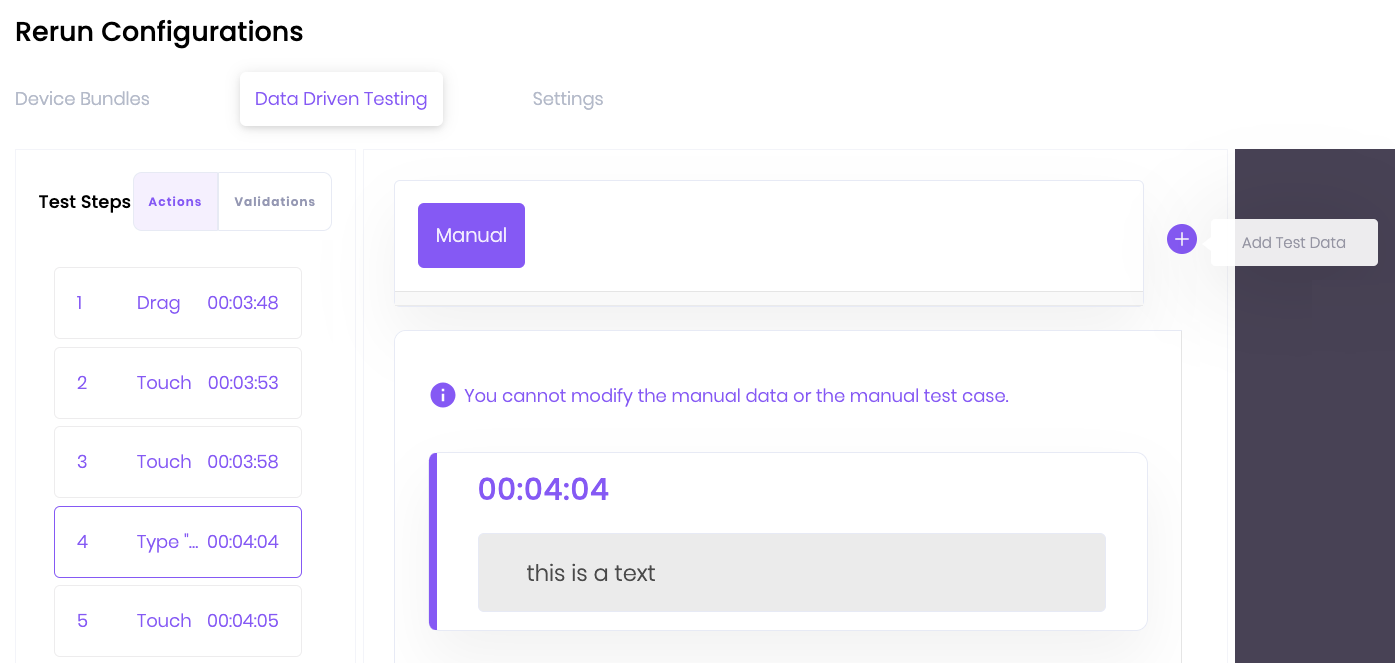 Rerun Configurations
Device Bundles Data Driven Testing Settings
Test Steps Actions Validations
1 Drag 00:03:48
2 Touch 00:03:53
3 Touch 00:03:58
4 Type "... 00:04:04
5 Touch 00:04:05
Manual
Add Test Data
You cannot modify the manual data or the manual test case.
00:04:04
this is a text